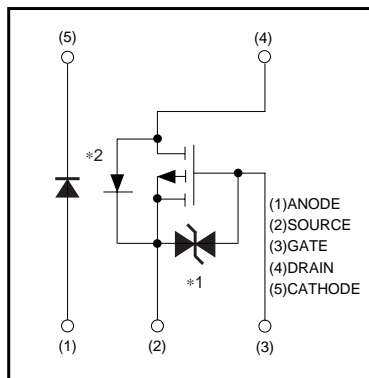 (5)
(4)
*2
(1)ANODE
(2)SOURCE
(3)GATE
(4)DRAIN
(5)CATHODE
*1
(1)
(2)
(3)